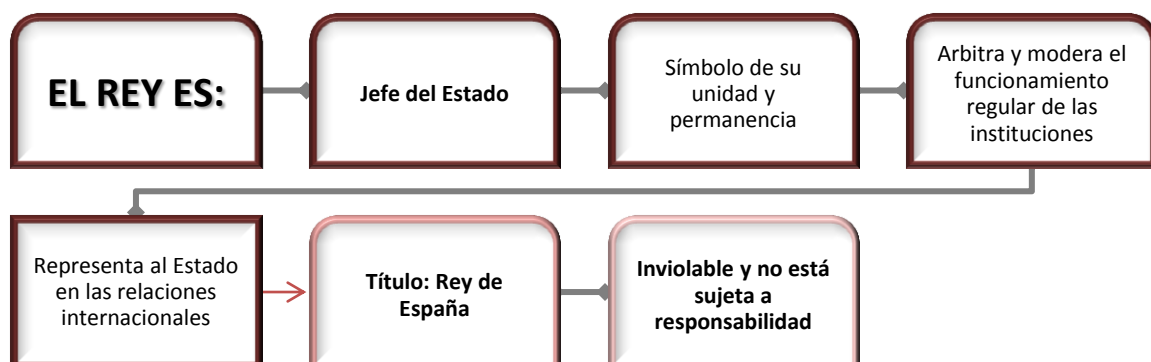 EL REY ES:
Jefe del Estado
Símbolo de su
unidad y
permanencia
Arbitra y modera el
funcionamiento
regular de las
instituciones
Representa al Estado
en las relaciones
internacionales
Título: Rey de
España
Inviolable y no está
sujeta a
responsabilidad